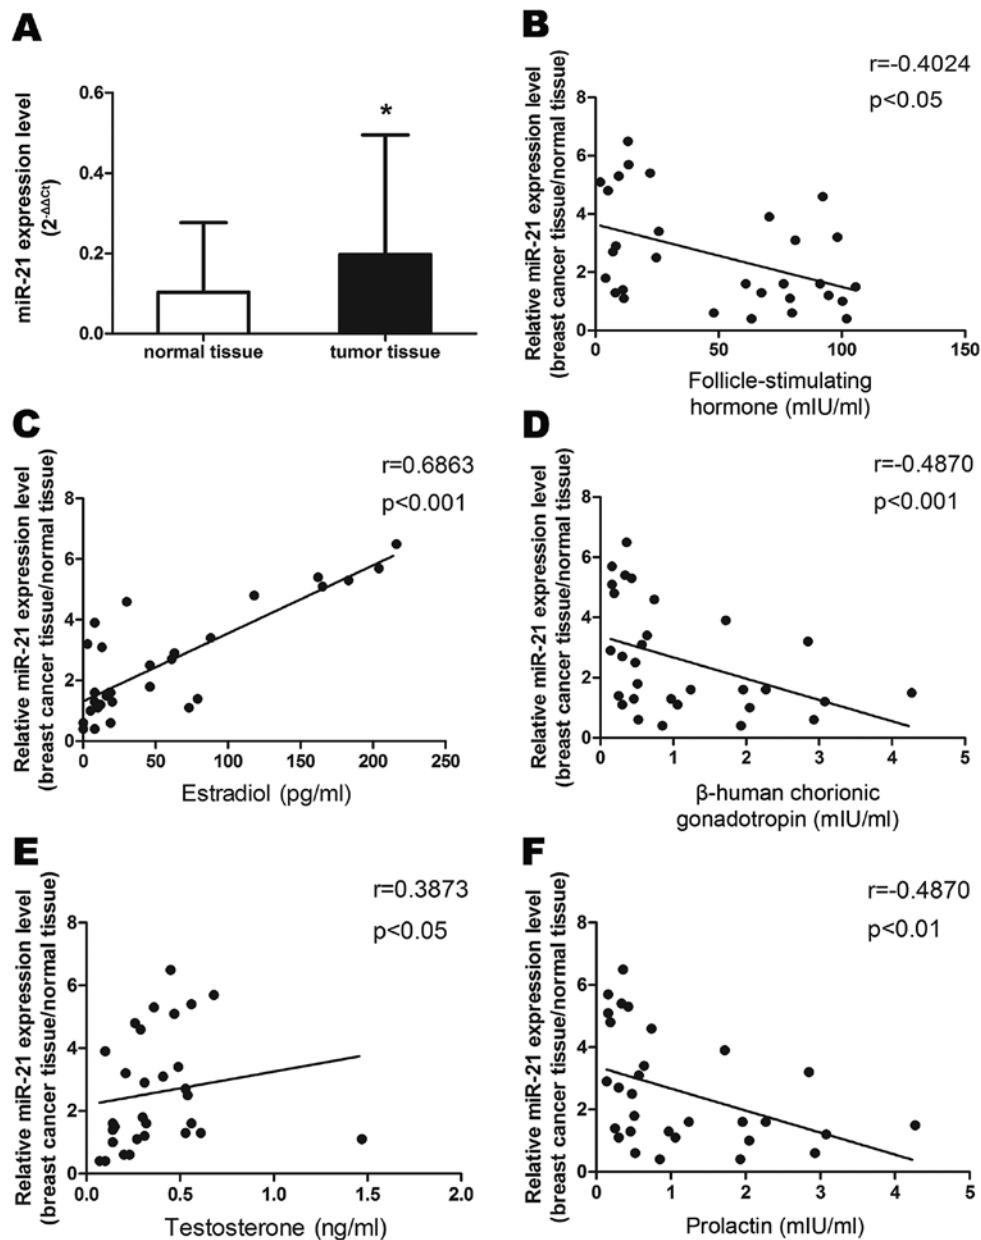 A
miR-21 expression level
(2-ΔΔCt)
0.6
0.4
0.2
0.0
*
normal tissue
tumor tissue
B
r=-0.4024
p<0.05
Relative miR-21 expression level
(breast cancer tissue/normal tissue)
8
6
4
2
0
0
50
100
150
Follicle-stimulating
hormone (mIU/ml)
C
r=0.6863
p<0.001
Relative miR-21 expression level
(breast cancer tissue/normal tissue)
8
6
4
2
0
0
50
100
150
200
250
Estradiol (pg/ml)
D
r=-0.4870
p<0.001
Relative miR-21 expression level
(breast cancer tissue/normal tissue)
8
6
4
2
0
0
1
2
3
4
5
β-human chorionic
gonadotropin (mIU/ml)
E
r=0.3873
p<0.05
Relative miR-21 expression level
(breast cancer tissue/normal tissue)
8
6
4
2
0
0.0
0.5
1.0
1.5
2.0
Testosterone (ng/ml)
F
r=-0.4870
p<0.01
Relative miR-21 expression level
(breast cancer tissue/normal tissue)
8
6
4
2
0
0
1
2
3
4
5
Prolactin (mIU/ml)